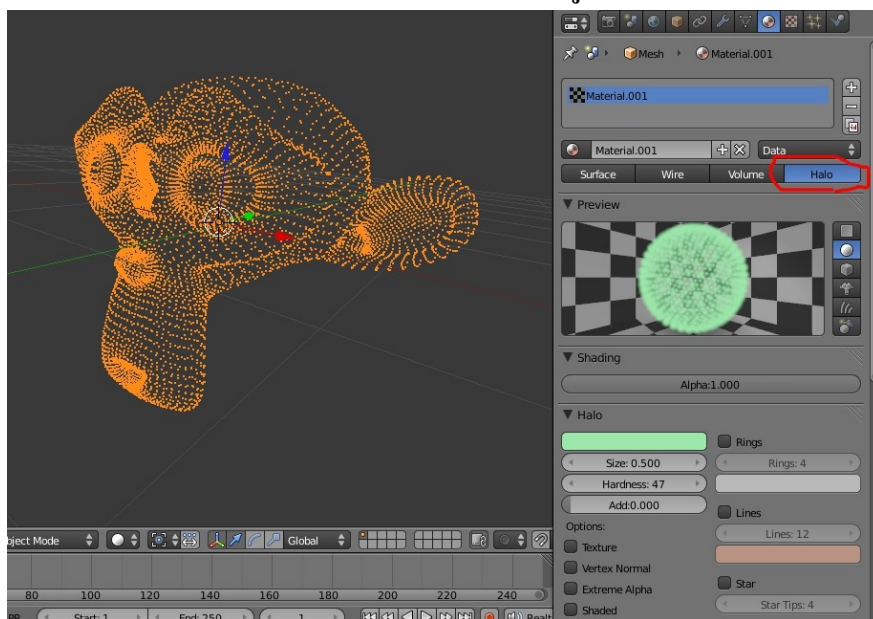 Mesh
Material.001
Material.001
Material.001
Data
Surface
Wire
Volume
Halo
Preview
Shading
Alpha:1.000
Halo
Rings
Size: 0.500
Rings: 4
Hardness: 47
Add:0.000
Lines
Options:
Lines: 12
Texture
Vertex Normal
Extreme Alpha
Star
Shaded
Star Tips: 4
bject Mode
Global
80 100 120 140 160 180 200 220 240
Start: 1
End: 250
1